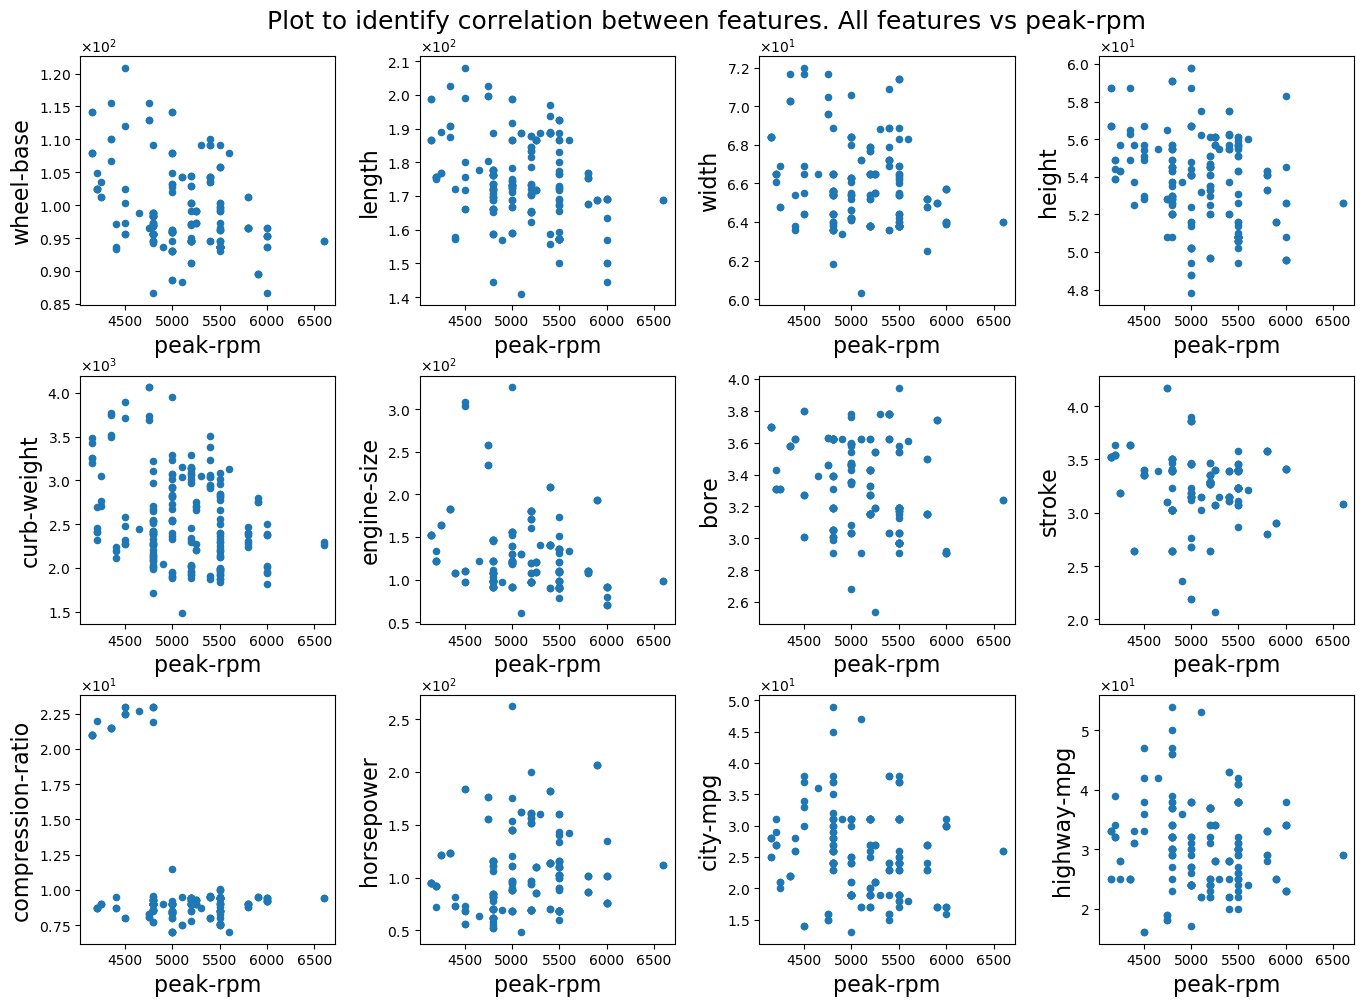 Plot to identify correlation between features. All features vs peak-rpm
×10²
1.20
1.15
1.10
1.05
1.00
0.95
0.90
0.85
wheel-base
4500 5000 5500 6000 6500
peak-rpm
×10²
2.1
2.0
1.9
1.8
1.7
1.6
1.5
1.4
length
4500 5000 5500 6000 6500
peak-rpm
×10¹
7.2
7.0
6.8
6.6
6.4
6.2
6.0
width
4500 5000 5500 6000 6500
peak-rpm
×10¹
6.0
5.8
5.6
5.4
5.2
5.0
4.8
height
4500 5000 5500 6000 6500
peak-rpm
×10³
4.0
3.5
3.0
2.5
2.0
1.5
curb-weight
4500 5000 5500 6000 6500
peak-rpm
×10²
3.0
2.5
2.0
1.5
1.0
0.5
engine-size
4500 5000 5500 6000 6500
peak-rpm
4.0
3.8
3.6
3.4
3.2
3.0
2.8
2.6
bore
4500 5000 5500 6000 6500
peak-rpm
4.0
3.5
3.0
2.5
2.0
stroke
4500 5000 5500 6000 6500
peak-rpm
×10¹
2.25
2.00
1.75
1.50
1.25
1.00
0.75
compression-ratio
4500 5000 5500 6000 6500
peak-rpm
×10²
2.5
2.0
1.5
1.0
0.5
horsepower
4500 5000 5500 6000 6500
peak-rpm
×10¹
5.0
4.5
4.0
3.5
3.0
2.5
2.0
1.5
city-mpg
4500 5000 5500 6000 6500
peak-rpm
×10¹
5
4
3
2
highway-mpg
4500 5000 5500 6000 6500
peak-rpm